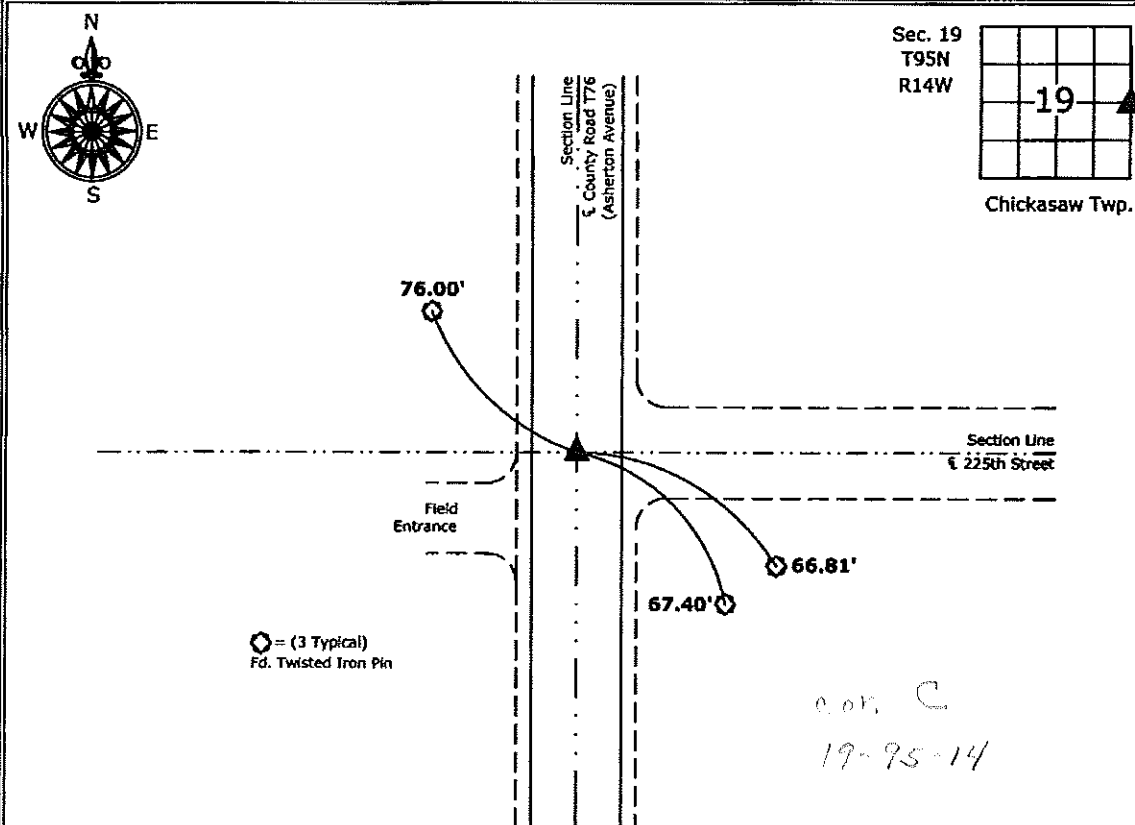 N
W E
S
Sec. 19
T95N
R14W
19
Chickasaw Twp.
Section Line
℄ County Road T76
(Asherton Avenue)
76.00'
Section Line
℄ 225th Street
Field
Entrance
66.81'
67.40'
= (3 Typical)
Fd. Twisted Iron Pin
cor. C
19-95-14